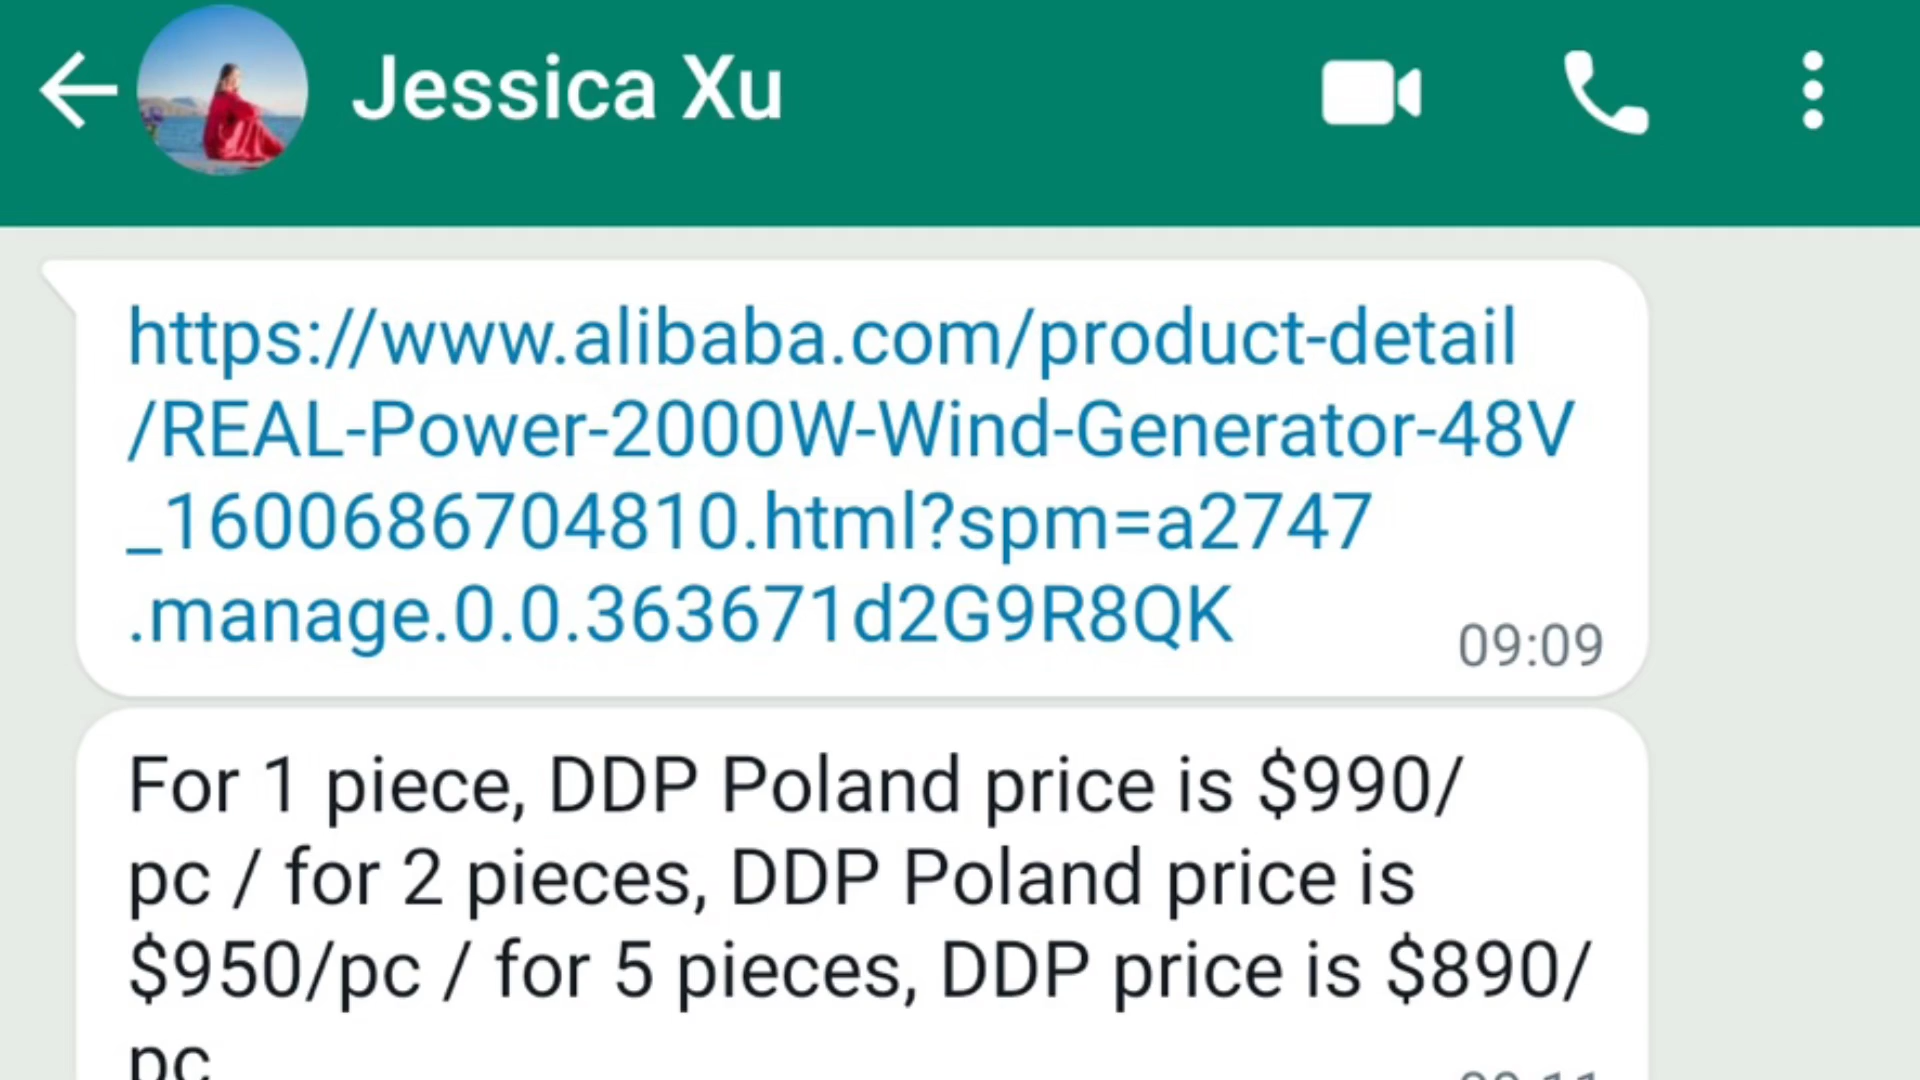 Jessica Xu
https://www.alibaba.com/product-detail
/REAL-Power-2000W-Wind-Generator-48V
_1600686704810.html?spm=a2747
.manage.0.0.363671d2G9R8QK
09:09
For 1 piece, DDP Poland price is $990/
pc / for 2 pieces, DDP Poland price is
$950/pc / for 5 pieces, DDP price is $890/
pc